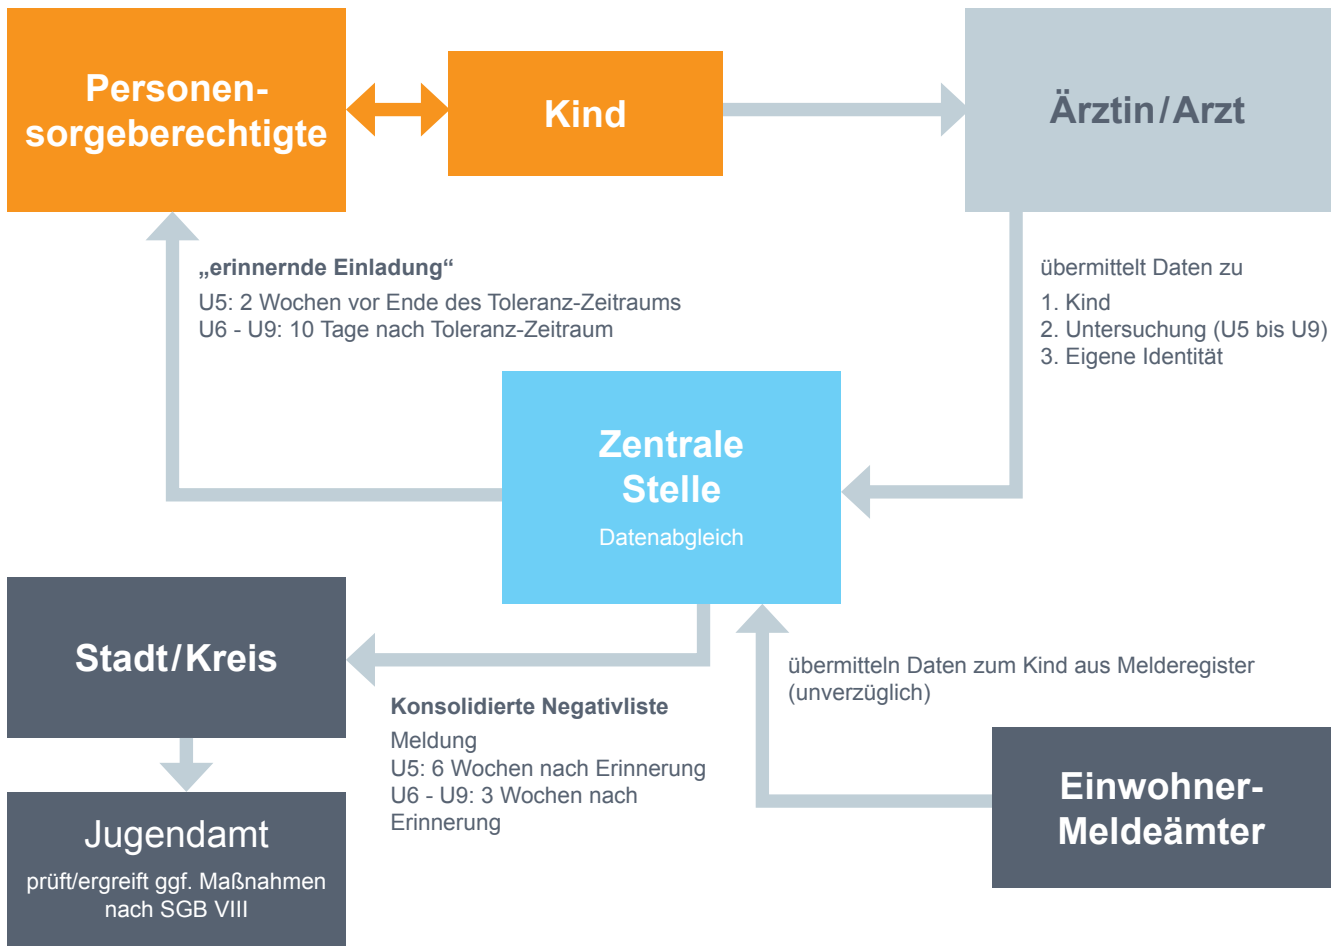 Personen-
sorgeberechtigte
Kind
Ärztin/Arzt
„erinnernde Einladung“
U5: 2 Wochen vor Ende des Toleranz-Zeitraums
U6 - U9: 10 Tage nach Toleranz-Zeitraum
übermittelt Daten zu
1. Kind
2. Untersuchung (U5 bis U9)
3. Eigene Identität
Zentrale
Stelle
Datenabgleich
Stadt/Kreis
Konsolidierte Negativliste
Meldung
U5: 6 Wochen nach Erinnerung
U6 - U9: 3 Wochen nach
Erinnerung
übermitteln Daten zum Kind aus Melderegister
(unverzüglich)
Einwohner-
Meldeämter
Jugendamt
prüft/ergreift ggf. Maßnahmen
nach SGB VIII